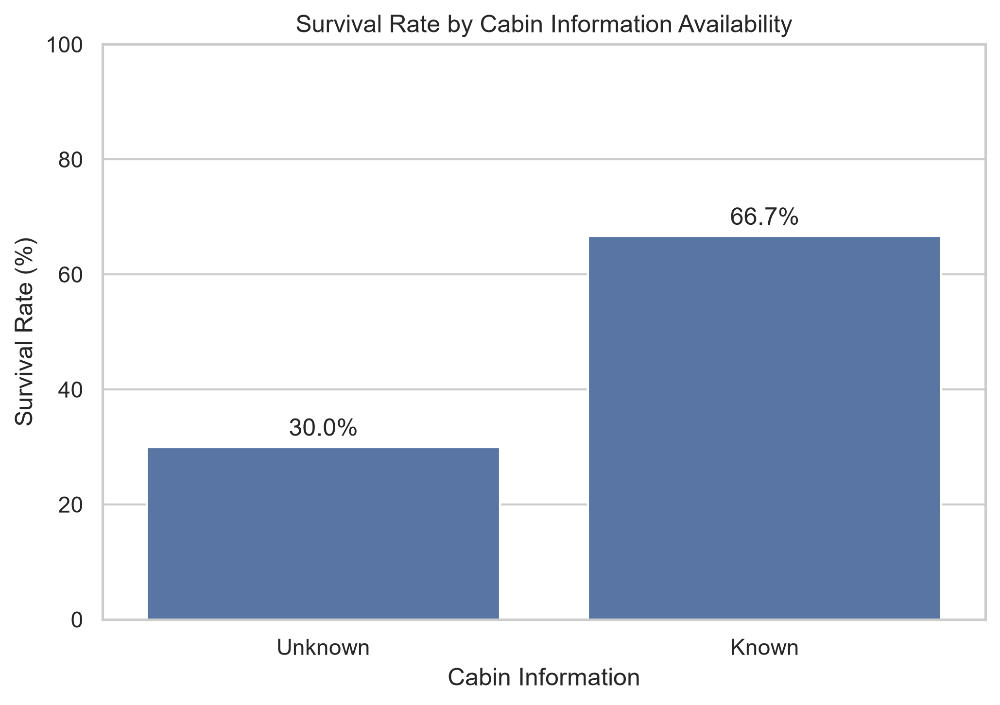 Survival Rate by Cabin Information Availability
100
80
60
40
20
0
Survival Rate (%)
30.0%
66.7%
Unknown
Known
Cabin Information